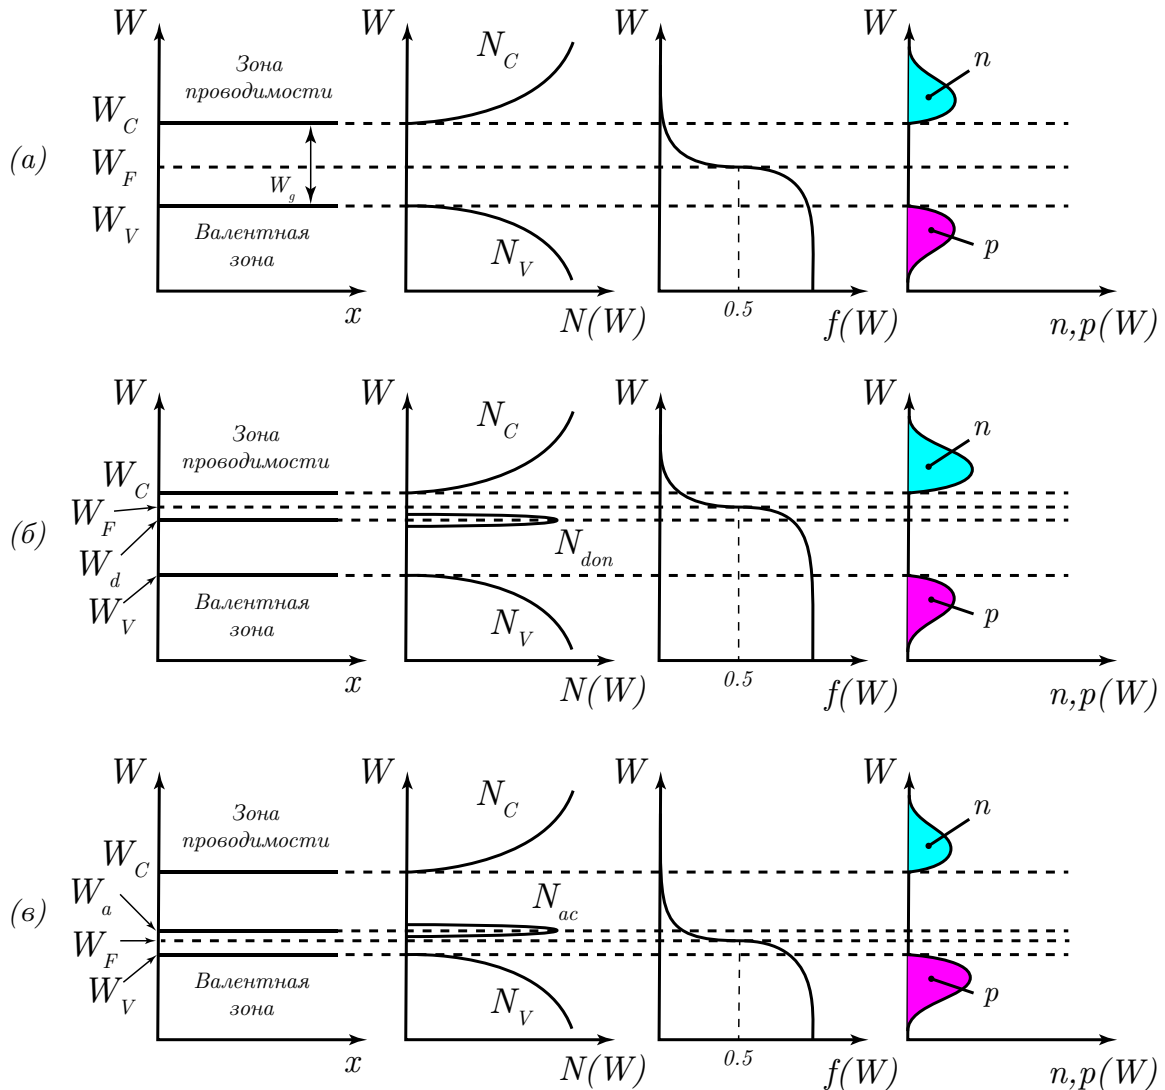 W W W W
Зона
проводимости
N_C
n
W_C
(а)
W_F
W_g
W_V
Валентная
зона
N_V
p
x
N(W)
0.5
f(W)
n,p(W)
W W W W
Зона
проводимости
N_C
n
W_C
W_F
(б)
N_don
W_d
W_V
Валентная
зона
N_V
p
x
N(W)
0.5
f(W)
n,p(W)
W W W W
Зона
проводимости
N_C
n
W_C
W_a
N_ac
(в)
W_F
W_V
Валентная
зона
N_V
p
x
N(W)
0.5
f(W)
n,p(W)